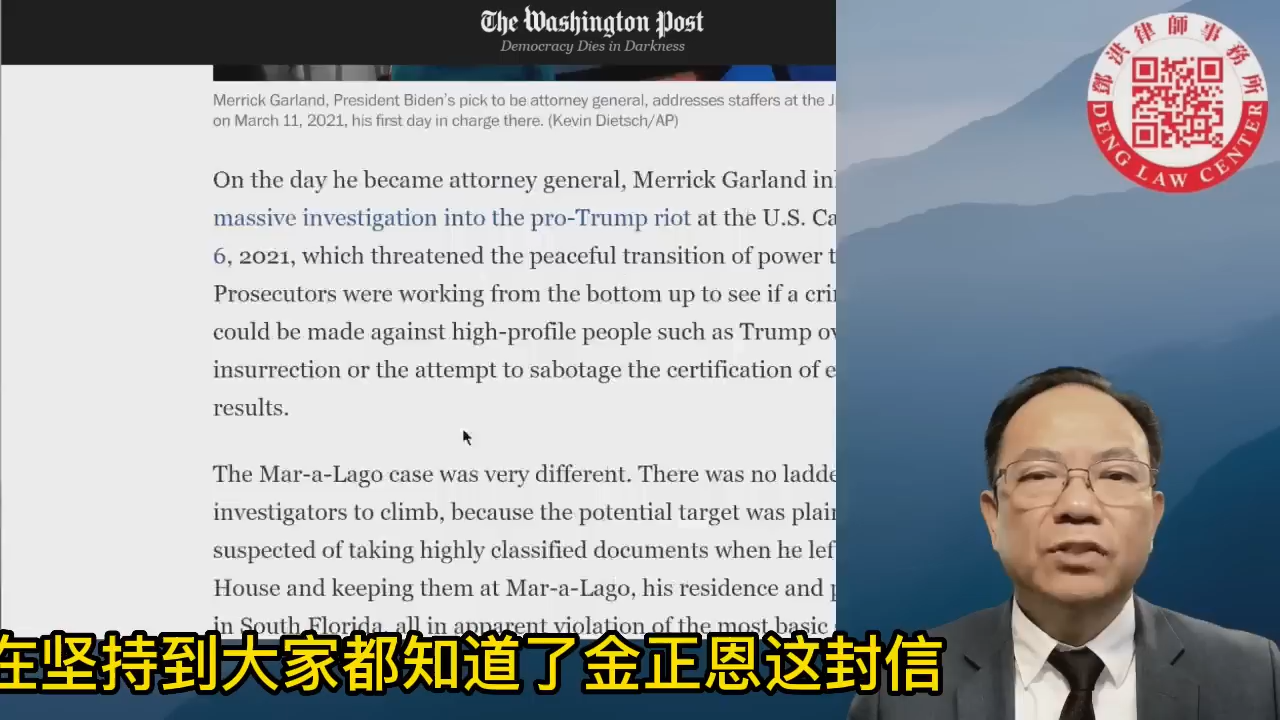 The Washington Post
Democracy Dies in Darkness
Merrick Garland, President Biden's pick to be attorney general, addresses staffers at the
on March 11, 2021, his first day in charge there. (Kevin Dietsch/AP)
On the day he became attorney general, Merrick Garland
massive investigation into the pro-Trump riot at the U.S.
6, 2021, which threatened the peaceful transition of power
Prosecutors were working from the bottom up to see if a
could be made against high-profile people such as Trump
insurrection or the attempt to sabotage the certification of
results.
The Mar-a-Lago case was very different. There was no
investigators to climb, because the potential target was
suspected of taking highly classified documents when he
House and keeping them at Mar-a-Lago, his residence and
in South Florida, all in apparent violation of the most basic
鄧洪律師事務所
DENG LAW CENTER
在坚持到大家都知道了金正恩这封信